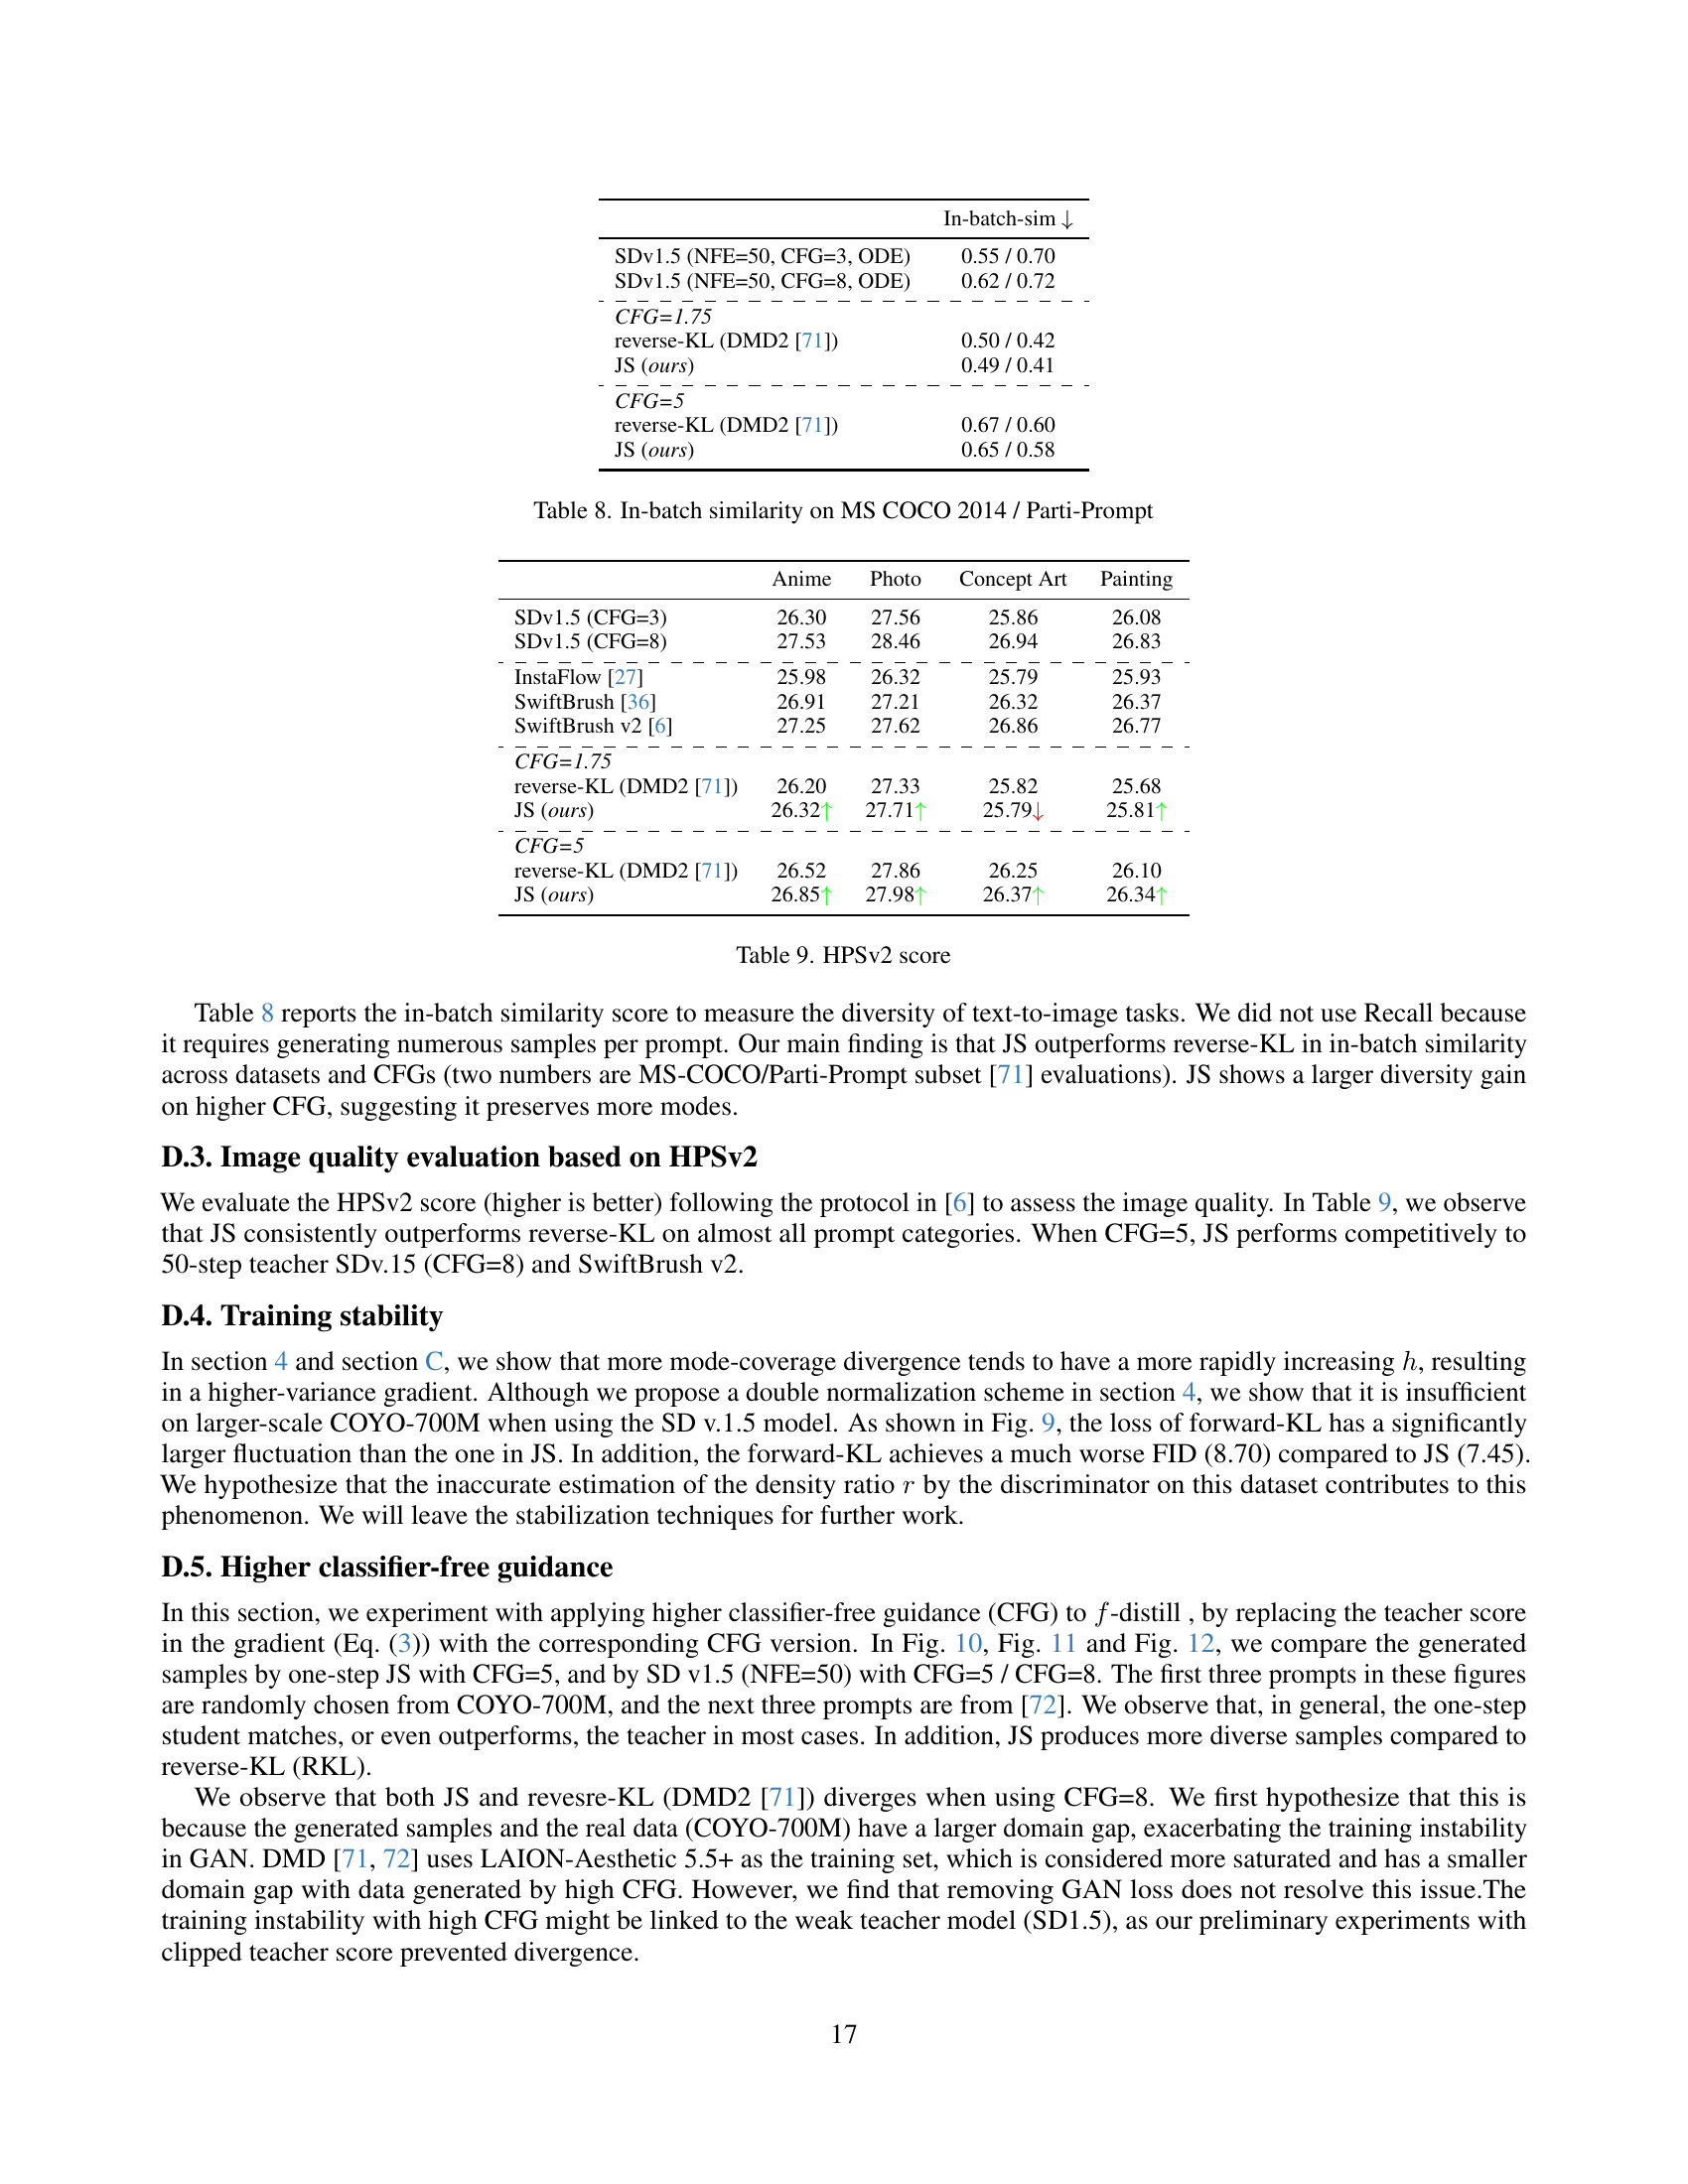 In-batch-sim ↓
SDv1.5 (NFE=50, CFG=3, ODE) 0.55 / 0.70
SDv1.5 (NFE=50, CFG=8, ODE) 0.62 / 0.72
CFG=1.75
reverse-KL (DMD2 [71]) 0.50 / 0.42
JS (ours) 0.49 / 0.41
CFG=5
reverse-KL (DMD2 [71]) 0.67 / 0.60
JS (ours) 0.65 / 0.58
Table 8. In-batch similarity on MS COCO 2014 / Parti-Prompt
Anime Photo Concept Art Painting
SDv1.5 (CFG=3) 26.30 27.56 25.86 26.08
SDv1.5 (CFG=8) 27.53 28.46 26.94 26.83
InstaFlow [27] 25.98 26.32 25.79 25.93
SwiftBrush [36] 26.91 27.21 26.32 26.37
SwiftBrush v2 [6] 27.25 27.62 26.86 26.77
CFG=1.75
reverse-KL (DMD2 [71]) 26.20 27.33 25.82 25.68
JS (ours) 26.32↑ 27.71↑ 25.79↓ 25.81↑
CFG=5
reverse-KL (DMD2 [71]) 26.52 27.86 26.25 26.10
JS (ours) 26.85↑ 27.98↑ 26.37↑ 26.34↑
Table 9. HPSv2 score
Table 8 reports the in-batch similarity score to measure the diversity of text-to-image tasks. We did not use Recall because
it requires generating numerous samples per prompt. Our main finding is that JS outperforms reverse-KL in in-batch similarity
across datasets and CFGs (two numbers are MS-COCO/Parti-Prompt subset [71] evaluations). JS shows a larger diversity gain
on higher CFG, suggesting it preserves more modes.
D.3. Image quality evaluation based on HPSv2
We evaluate the HPSv2 score (higher is better) following the protocol in [6] to assess the image quality. In Table 9, we observe
that JS consistently outperforms reverse-KL on almost all prompt categories. When CFG=5, JS performs competitively to
50-step teacher SDv.15 (CFG=8) and SwiftBrush v2.
D.4. Training stability
In section 4 and section C, we show that more mode-coverage divergence tends to have a more rapidly increasing h, resulting
in a higher-variance gradient. Although we propose a double normalization scheme in section 4, we show that it is insufficient
on larger-scale COYO-700M when using the SD v.1.5 model. As shown in Fig. 9, the loss of forward-KL has a significantly
larger fluctuation than the one in JS. In addition, the forward-KL achieves a much worse FID (8.70) compared to JS (7.45).
We hypothesize that the inaccurate estimation of the density ratio r by the discriminator on this dataset contributes to this
phenomenon. We will leave the stabilization techniques for further work.
D.5. Higher classifier-free guidance
In this section, we experiment with applying higher classifier-free guidance (CFG) to f-distill , by replacing the teacher score
in the gradient (Eq. (3)) with the corresponding CFG version. In Fig. 10, Fig. 11 and Fig. 12, we compare the generated
samples by one-step JS with CFG=5, and by SD v1.5 (NFE=50) with CFG=5 / CFG=8. The first three prompts in these figures
are randomly chosen from COYO-700M, and the next three prompts are from [72]. We observe that, in general, the one-step
student matches, or even outperforms, the teacher in most cases. In addition, JS produces more diverse samples compared to
reverse-KL (RKL).
We observe that both JS and revesre-KL (DMD2 [71]) diverges when using CFG=8. We first hypothesize that this is
because the generated samples and the real data (COYO-700M) have a larger domain gap, exacerbating the training instability
in GAN. DMD [71, 72] uses LAION-Aesthetic 5.5+ as the training set, which is considered more saturated and has a smaller
domain gap with data generated by high CFG. However, we find that removing GAN loss does not resolve this issue.The
training instability with high CFG might be linked to the weak teacher model (SD1.5), as our preliminary experiments with
clipped teacher score prevented divergence.
17